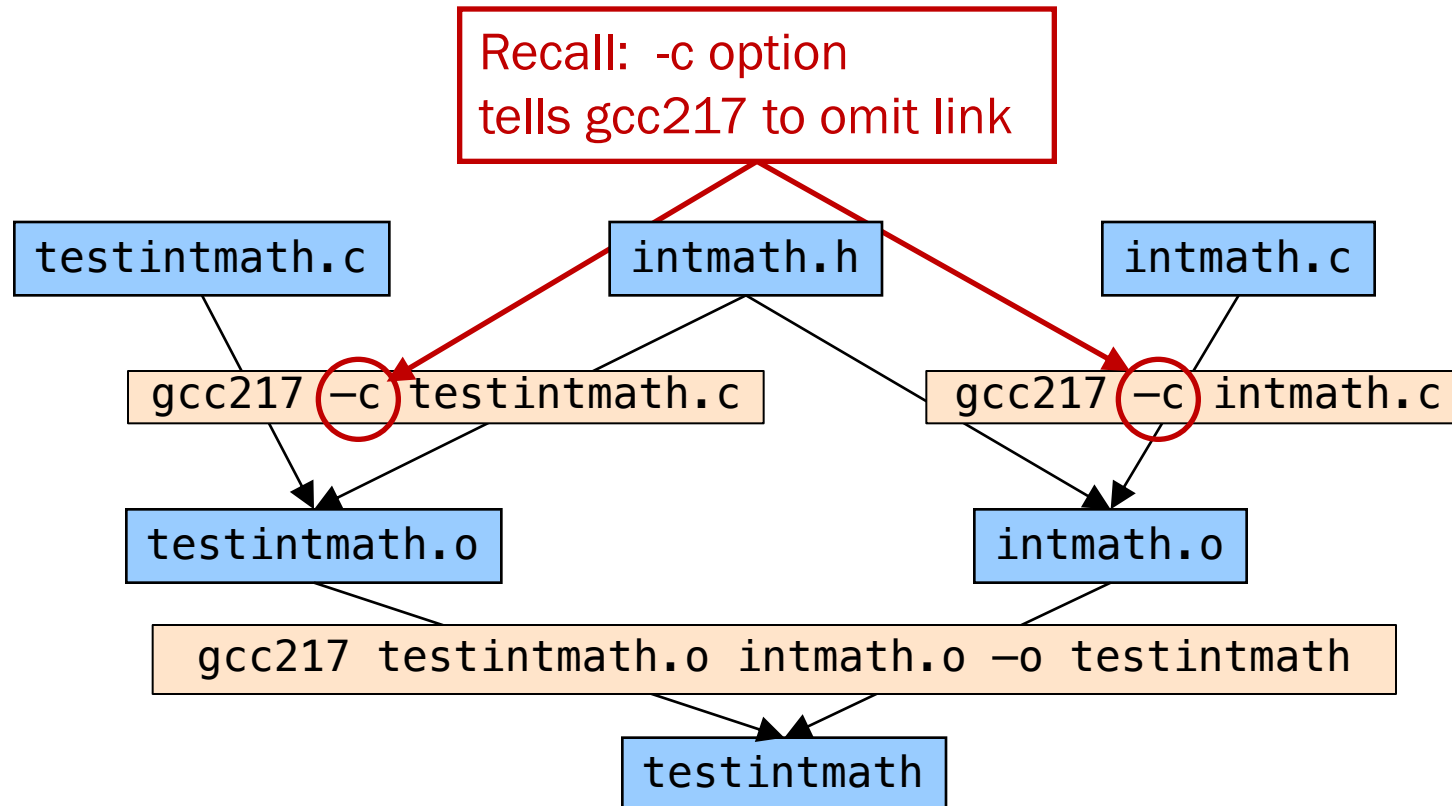 Recall: -c option
tells gcc217 to omit link
testintmath.c
intmath.h
intmath.c
gcc217 –c testintmath.c
gcc217 –c intmath.c
testintmath.o
intmath.o
gcc217 testintmath.o intmath.o –o testintmath
testintmath